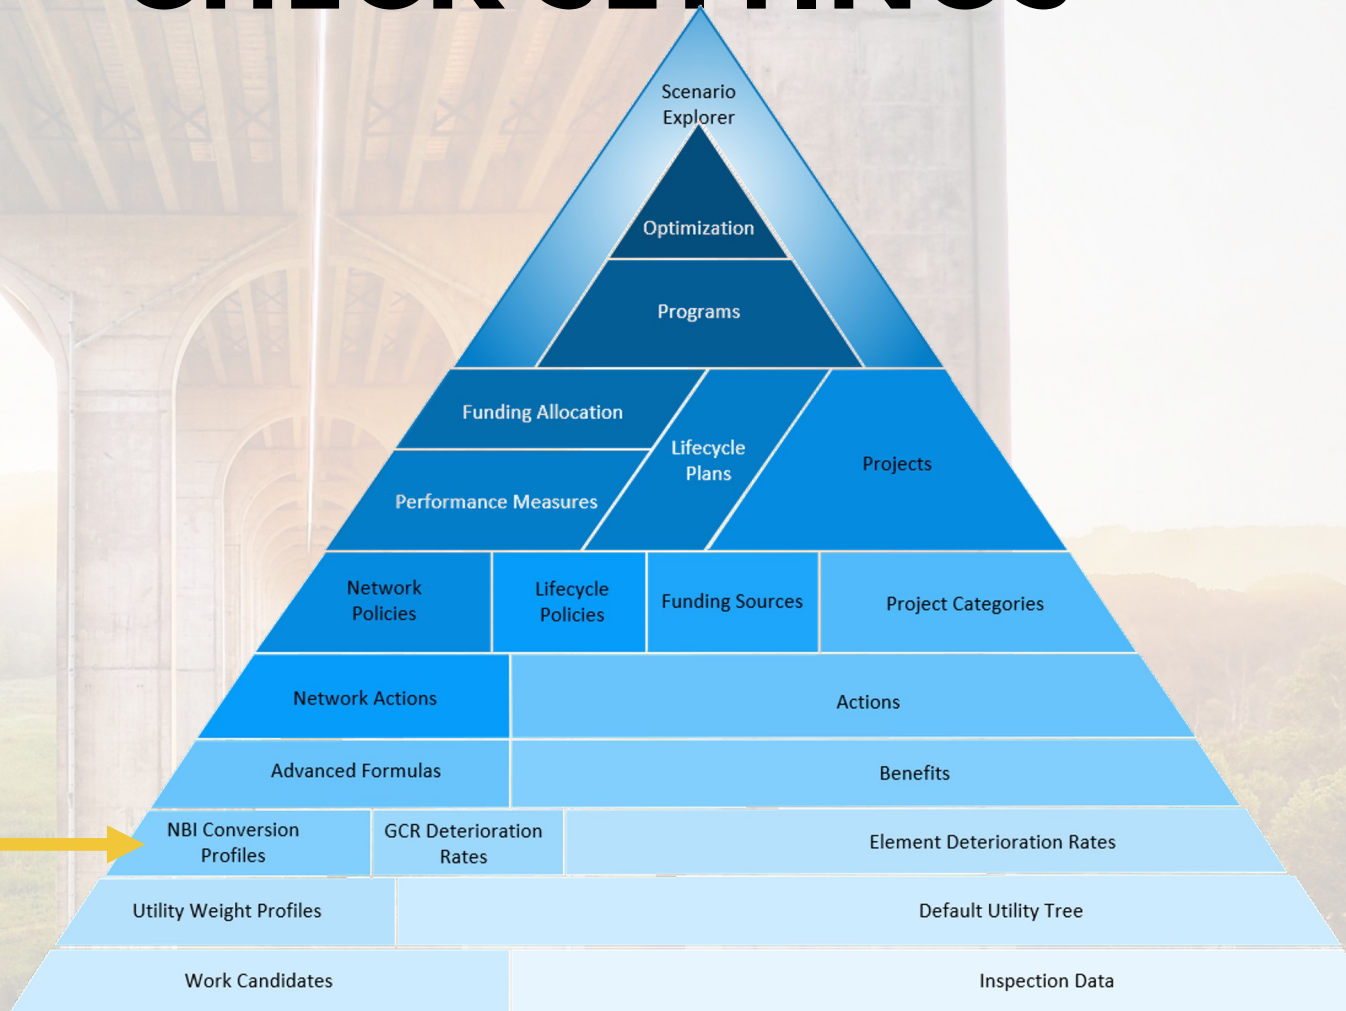 CHECK SETTINGS
Scenario
Explorer
Optimization
Programs
Funding Allocation
Lifecycle
Plans
Projects
Performance Measures
Network
Policies
Lifecycle
Policies
Funding Sources
Project Categories
Network Actions
Actions
Advanced Formulas
Benefits
NBI Conversion
Profiles
GCR Deterioration
Rates
Element Deterioration Rates
Utility Weight Profiles
Default Utility Tree
Work Candidates
Inspection Data